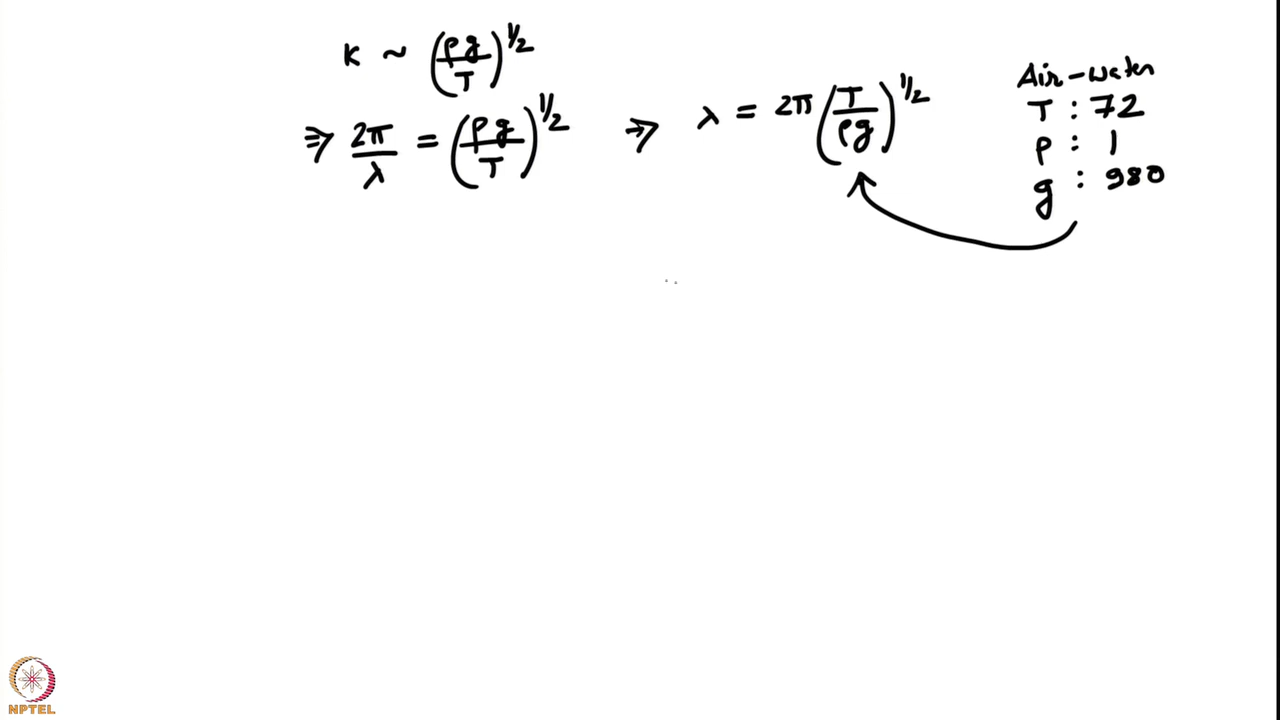 K ~ (ρg/T)^1/2
⇒ 2π/λ = (ρg/T)^1/2 ⇒ λ = 2π (T/ρg)^1/2
Air-water
T : 72
ρ : 1
g : 980
NPTEL